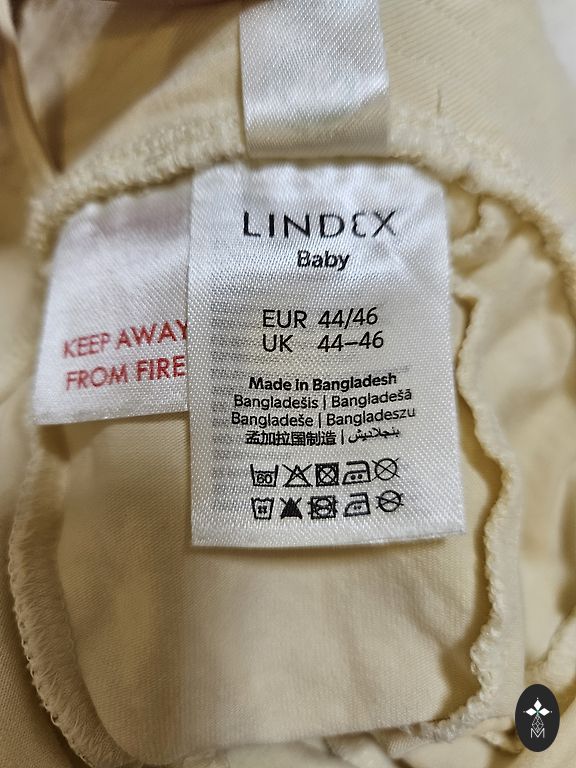 LINDEX
Baby
KEEP AWAY
FROM FIRE
EUR 44/46
UK 44–46
Made in Bangladesh
Bangladešis | Bangladešā
Bangladeše | Bangladeszu
孟加拉国制造 | بنجلاديش
60